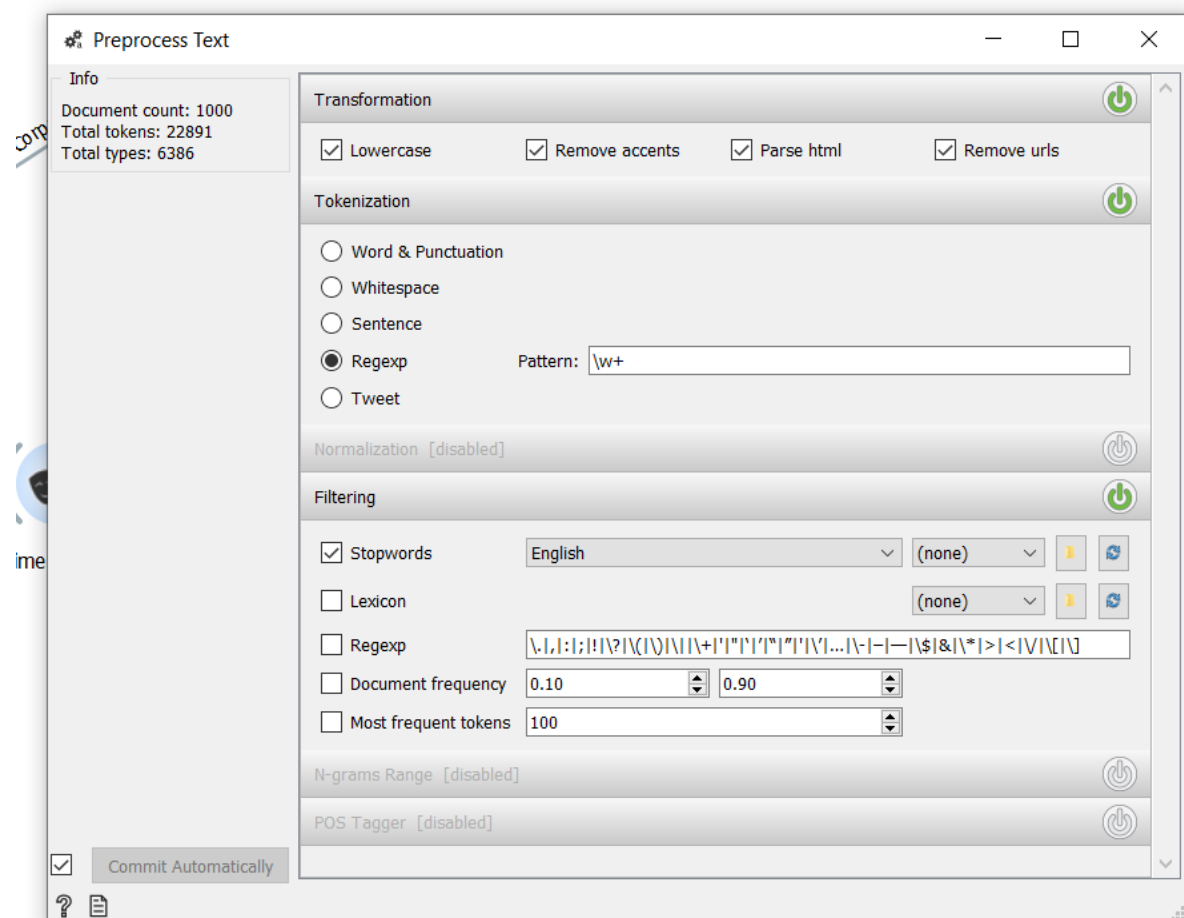 Preprocess Text
Info
Document count: 1000
Total tokens: 22891
Total types: 6386
Transformation
Lowercase Remove accents Parse html Remove urls
Tokenization
Word & Punctuation
Whitespace
Sentence
Regexp Pattern: \w+
Tweet
Normalization [disabled]
Filtering
Stopwords English (none)
Lexicon (none)
Regexp \.|,|:|;|!|\?|\(|\)|\||\+|'|"|‘|’|“|”|'|\’|…|\-|–|—|\$|&|\*|>|<|\/|\[|\]
Document frequency 0.10 0.90
Most frequent tokens 100
N-grams Range [disabled]
POS Tagger [disabled]
Commit Automatically
corp
ime